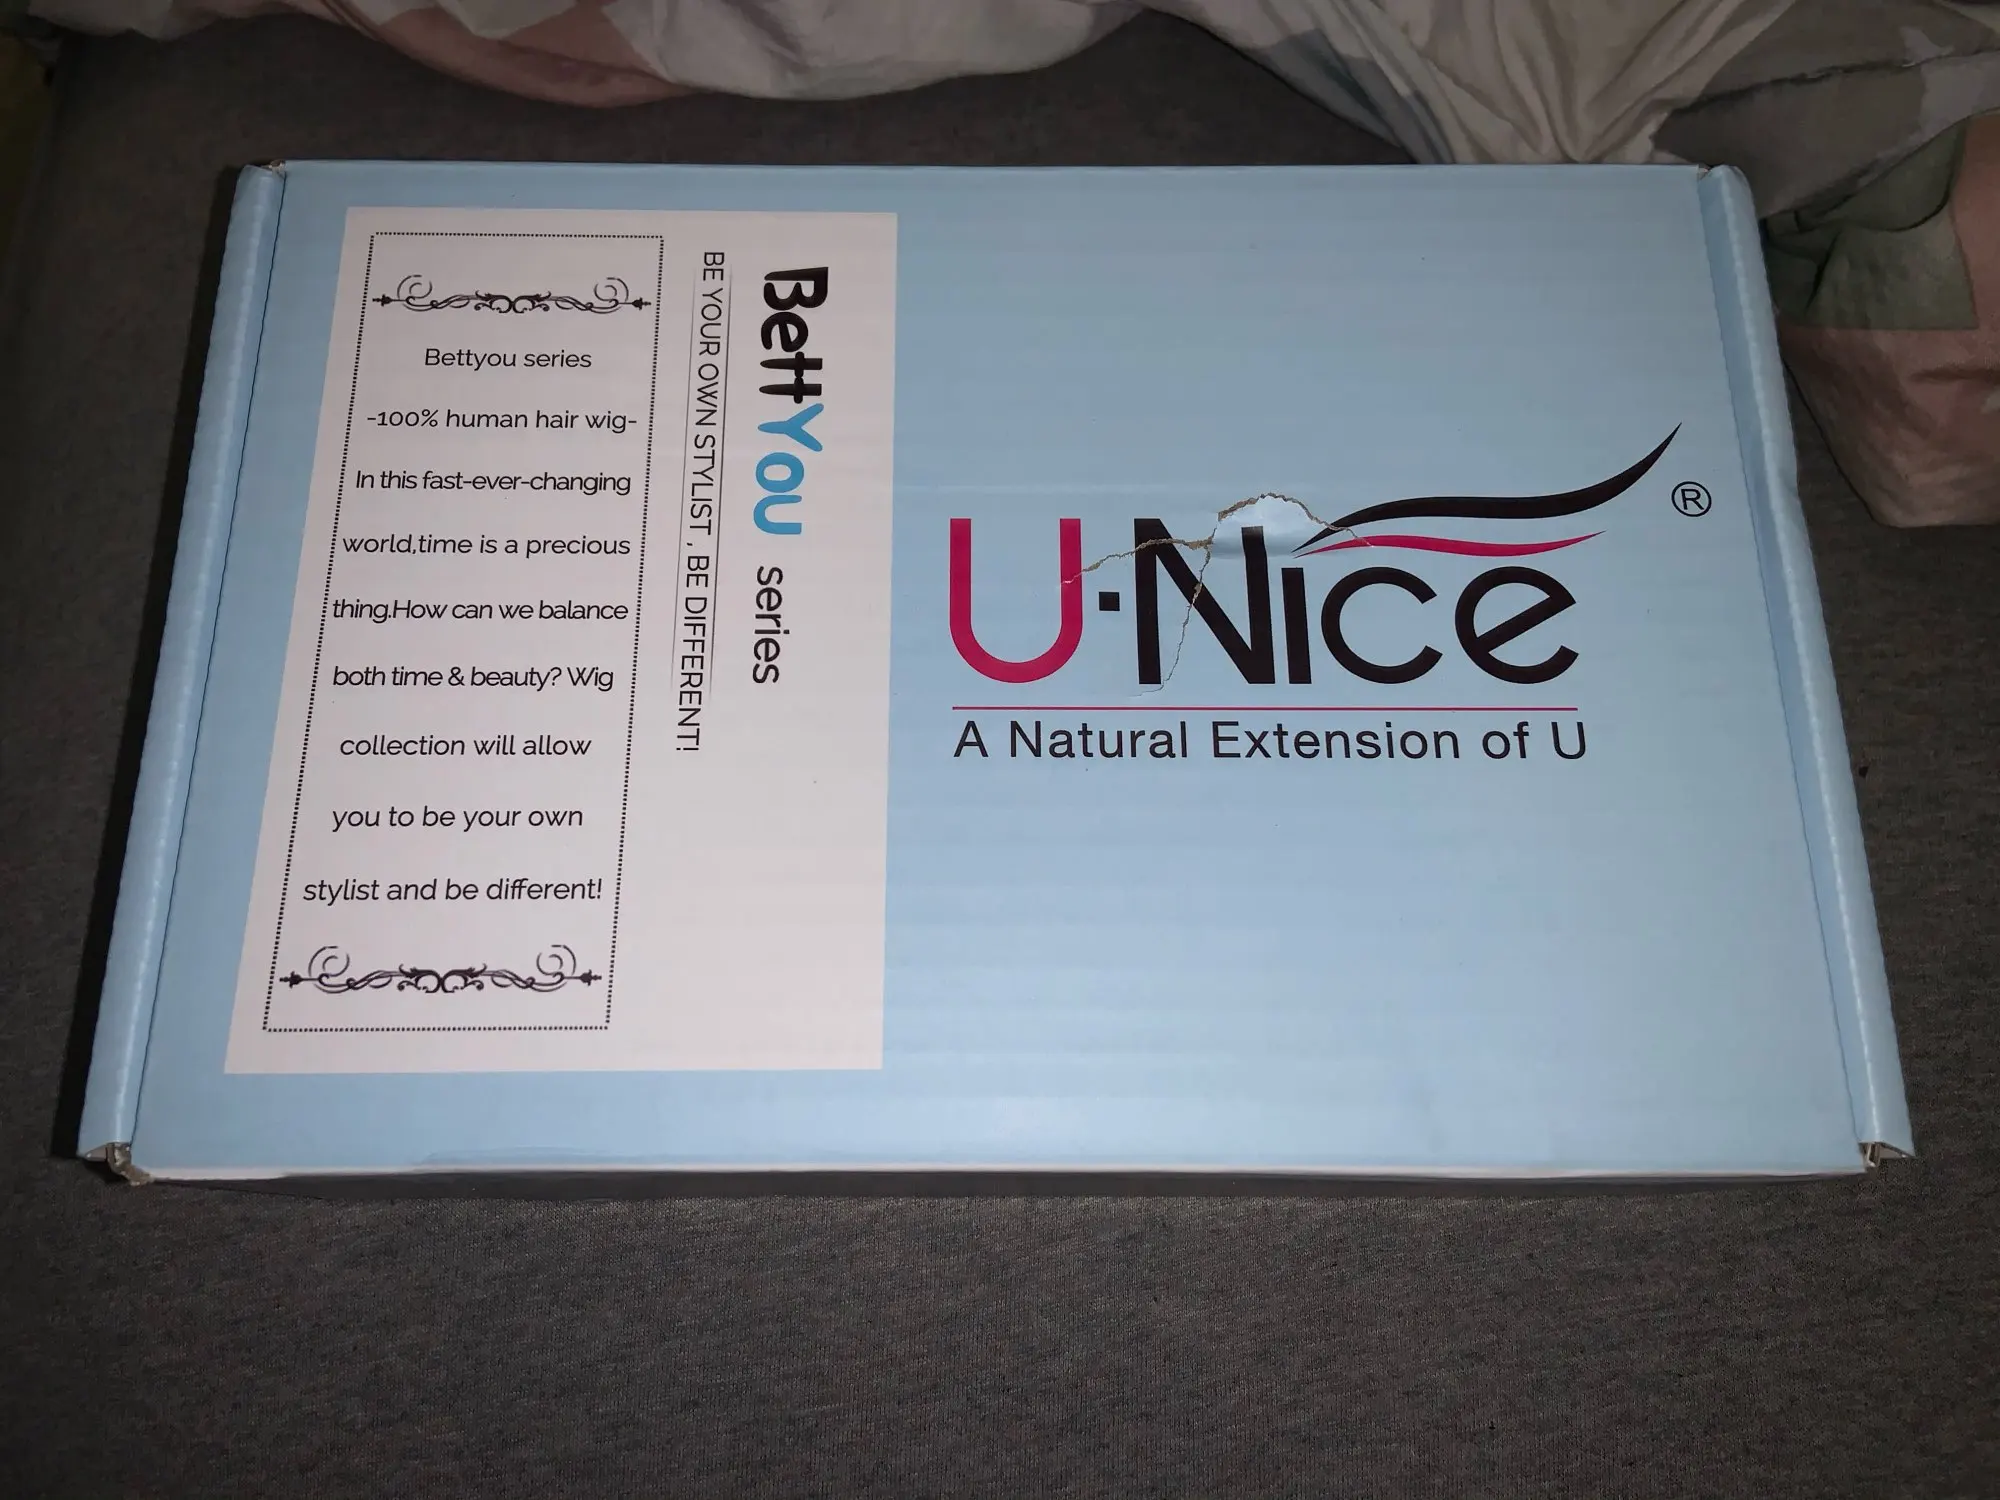 Bettyou series
-100% human hair wig-
In this fast-ever-changing
world,time is a precious
thing.How can we balance
both time & beauty? Wig
collection will allow
you to be your own
stylist and be different!
BettYou series
BE YOUR OWN STYLIST , BE DIFFERENT!
U·Nice®
A Natural Extension of U